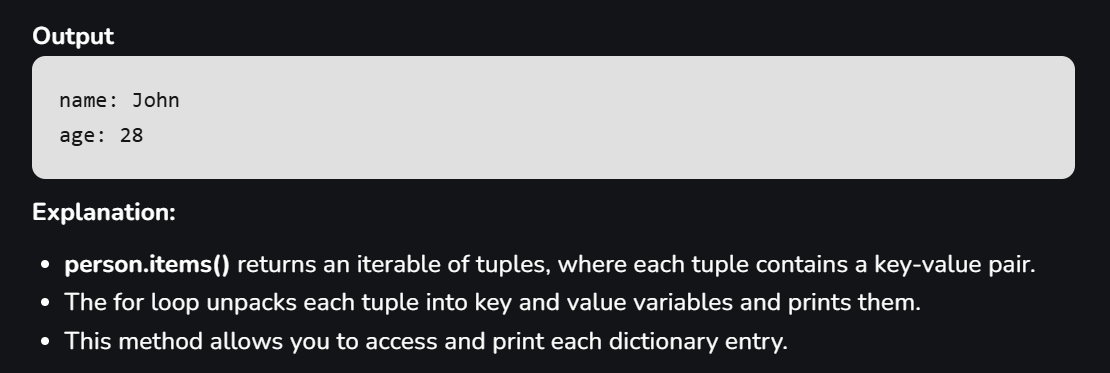 Output
name: John
age: 28
Explanation:
person.items() returns an iterable of tuples, where each tuple contains a key-value pair.
The for loop unpacks each tuple into key and value variables and prints them.
This method allows you to access and print each dictionary entry.